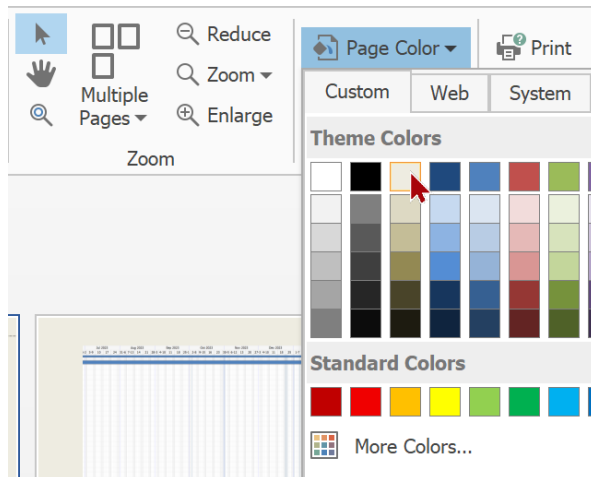 Reduce
Page Color
Print
Multiple
Pages
Zoom
Enlarge
Zoom
Custom
Web
System
Theme Colors
Standard Colors
More Colors...